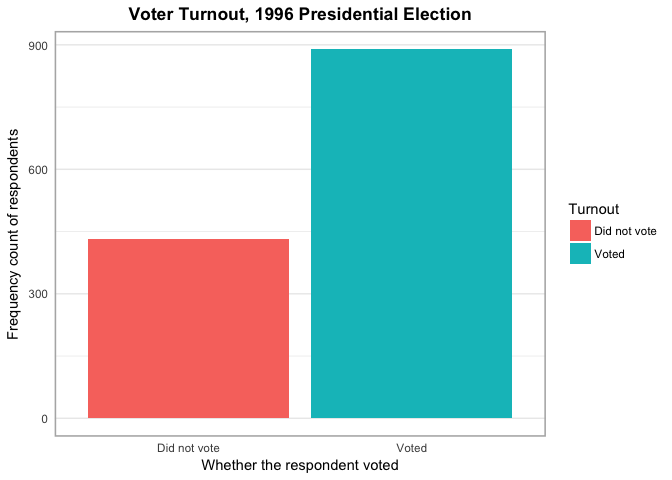 Voter Turnout, 1996 Presidential Election
Frequency count of respondents
900
600
300
0
Did not vote
Voted
Whether the respondent voted
Turnout
Did not vote
Voted